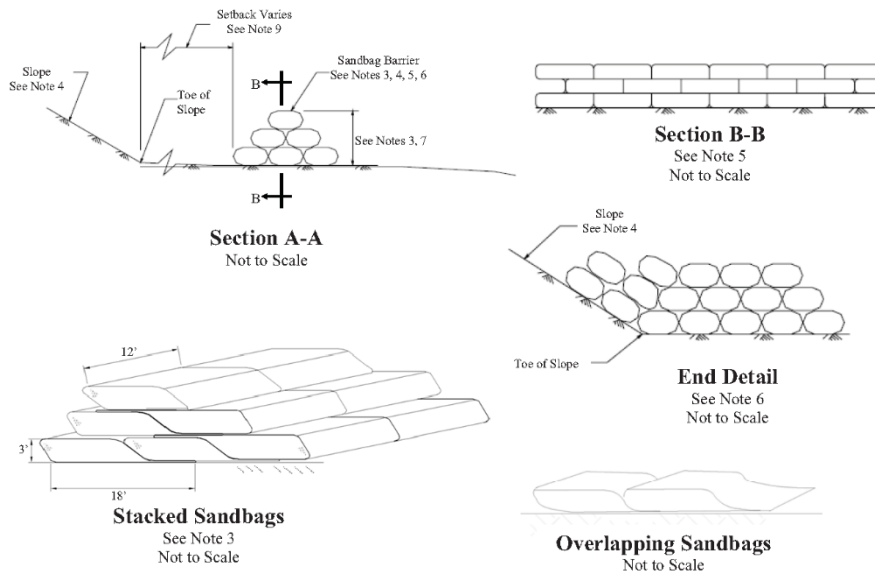 Setback Varies
See Note 9
Slope
See Note 4
Toe of
Slope
B
Sandbag Barrier
See Notes 3, 4, 5, 6
See Notes 3, 7
B
Section A-A
Not to Scale
Section B-B
See Note 5
Not to Scale
Slope
See Note 4
Toe of Slope
End Detail
See Note 6
Not to Scale
12'
3'
18'
Stacked Sandbags
See Note 3
Not to Scale
Overlapping Sandbags
Not to Scale